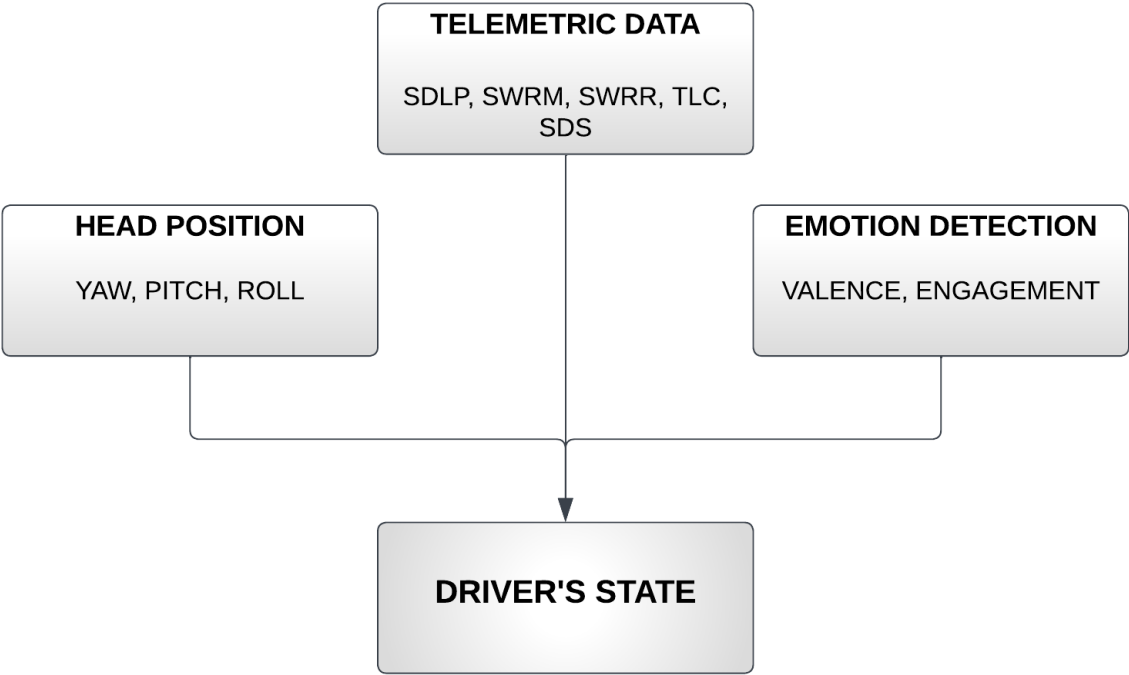 TELEMETRIC DATA
SDLP, SWRM, SWRR, TLC,
SDS
HEAD POSITION
YAW, PITCH, ROLL
EMOTION DETECTION
VALENCE, ENGAGEMENT
DRIVER'S STATE